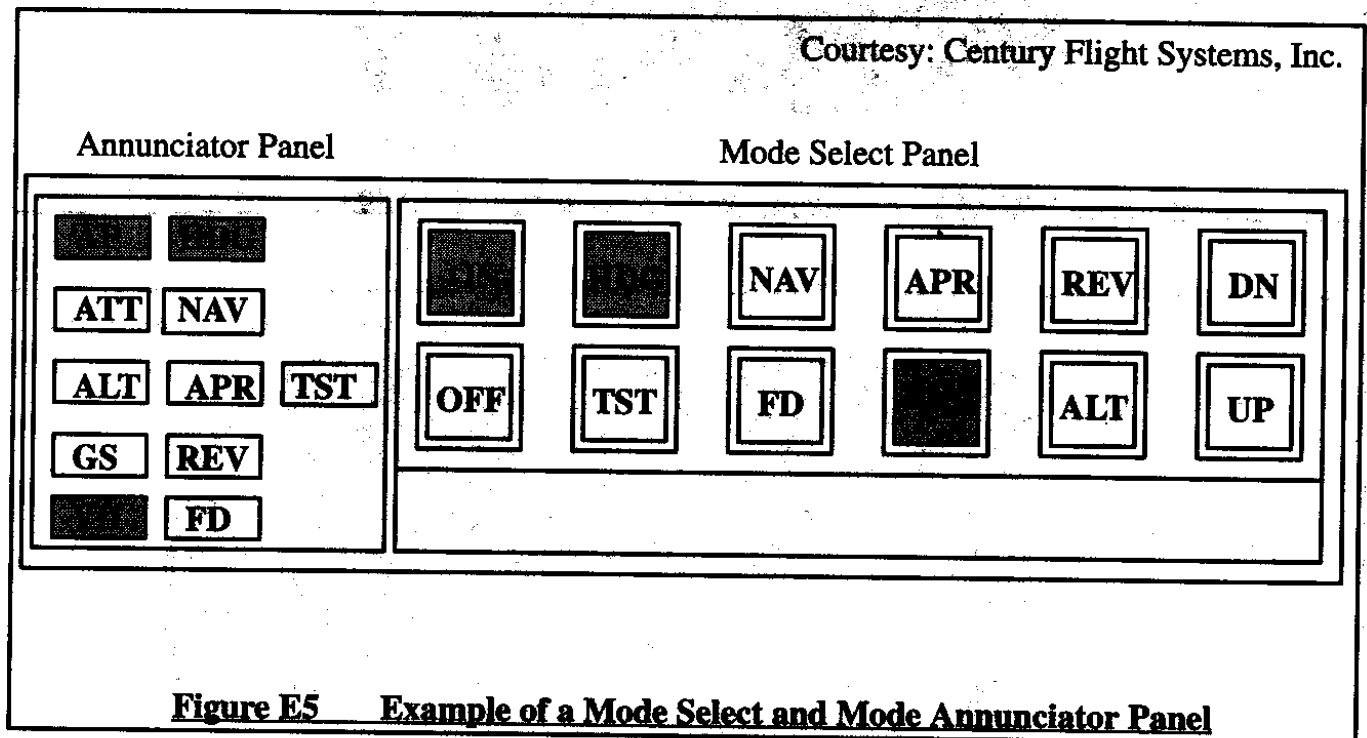 Courtesy: Century Flight Systems, Inc.
Annunciator Panel
Mode Select Panel
ATT NAV
ALT APR TST
GS REV
FD
HDG NAV APR REV DN
OFF TST FD ALT UP
Figure E5 Example of a Mode Select and Mode Annunciator Panel